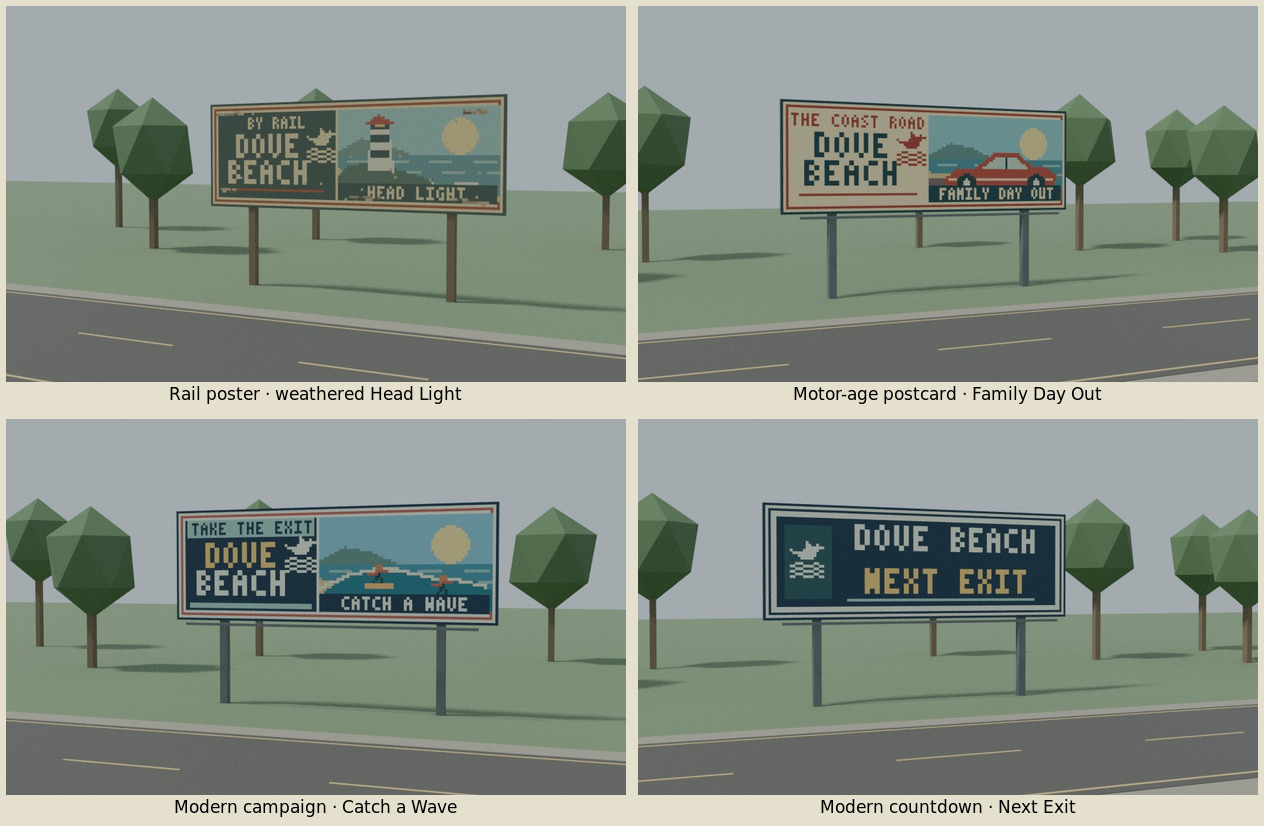 BY RAIL
DOVE
BEACH
HEAD LIGHT
Rail poster · weathered Head Light
THE COAST ROAD
DOVE
BEACH
FAMILY DAY OUT
Motor-age postcard · Family Day Out
TAKE THE EXIT
DOVE
BEACH
CATCH A WAVE
Modern campaign · Catch a Wave
DOVE BEACH
NEXT EXIT
Modern countdown · Next Exit